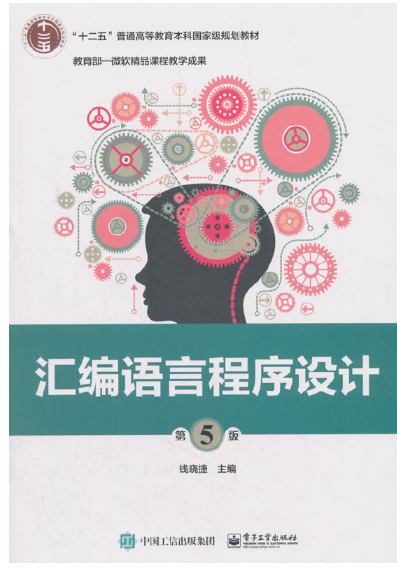 “十二五”普通高等教育本科国家级规划教材
教育部—微软精品课程教学成果
汇编语言程序设计
第5版
钱晓捷 主编
中国工信出版集团 电子工业出版社